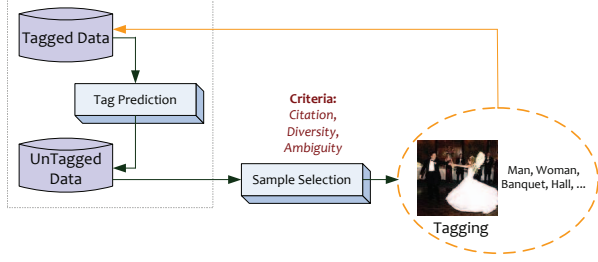 Tagged Data
Tag Prediction
UnTagged
Data
Criteria:
Citation,
Diversity,
Ambiguity
Sample Selection
Man, Woman,
Banquet, Hall, ...
Tagging